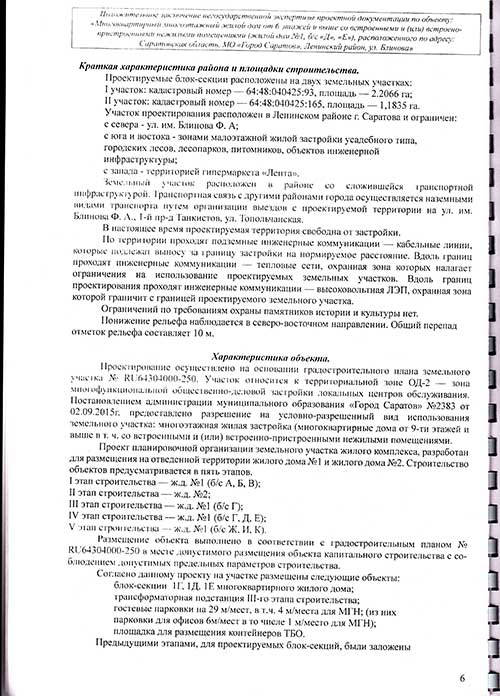 Положительное заключение негосударственной экспертизы проектной документации по объекту:
«Многоквартирный многоэтажный жилой дом от 6 этажей и выше со встроенными и (или) встроено-
пристроенными нежилыми помещениями (жилой дом №1, б/с «Д», «Е»), расположенного по адресу:
Саратовская область, МО «Город Саратов», Ленинский район, ул. Блинова»
Краткая характеристика района и площадки строительства.
Проектируемые блок-секции расположены на двух земельных участках:
I участок: кадастровый номер — 64:48:040425:93, площадь — 2.2066 га;
II участок: кадастровый номер — 64:48:040425:165, площадь — 1,1835 га.
Участок проектирования расположен в Ленинском районе г. Саратова и ограничен:
с севера - ул. им. Блинова Ф. А;
с юга и востока - зонами малоэтажной жилой застройки усадебного типа,
городских лесов, лесопарков, питомников, объектов инженерной
инфраструктуры;
с запада - территорией гипермаркета «Лента».
Земельный участок расположен в районе со сложившейся транспортной
инфраструктурой. Транспортная связь с другими районами города осуществляется наземными
видами транспорта путем организации выездов с проектируемой территории на ул. им.
Блинова Ф. А., 1-й пр-д Танкистов, ул. Топольчанская.
В настоящее время проектируемая территория свободна от застройки.
По территории проходят подземные инженерные коммуникации — кабельные линии,
которые подлежат выносу за границу застройки на нормируемое расстояние. Вдоль границ
проходят инженерные коммуникации — тепловые сети, охранная зона которых налагает
ограничения на использование проектируемых земельных участков. Вдоль границ
проектирования проходят инженерные коммуникации — высоковольтная ЛЭП, охранная зона
которой граничит с границей проектируемого земельного участка.
Ограничений по требованиям охраны памятников истории и культуры нет.
Понижение рельефа наблюдается в северо-восточном направлении. Общий перепад
отметок рельефа составляет 10 м.
Характеристика объекта.
Проектирование осуществлено на основании градостроительного плана земельного
участка № RU64304000-250. Участок относится к территориальной зоне ОД-2 — зона
многофункциональной общественно-деловой застройки локальных центров обслуживания.
Постановлением администрации муниципального образования «Город Саратов» №2383 от
02.09.2015г. предоставлено разрешение на условно-разрешенный вид использования
земельного участка: многоэтажная жилая застройка (многоквартирные дома от 9-ти этажей и
выше в т. ч. со встроенными и (или) встроенно-пристроенными нежилыми помещениями.
Проект планировочной организации земельного участка жилого комплекса, разработан
для размещения на отведенной территории жилого дома №1 и жилого дома №2. Строительство
объектов предусматривается в пять этапов.
I этап строительства — ж.д. №1 (б/с А, Б, В);
II этап строительства — ж.д. №2;
III этап строительства — ж.д. №1 (б/с Г);
IV этап строительства — ж.д. №1 (б/с Г, Д, Е);
V этап строительства — ж.д. №1 (б/с Ж, И, К).
Размещение объекта выполнено в соответствии с градостроительным планом №
RU64304000-250 в месте допустимого размещения объекта капитального строительства с со-
блюдением допустимых предельных параметров строительства.
Согласно данному проекту на участке размещены следующие объекты:
блок-секции 1Г, 1Д, 1Е многоквартирного жилого дома;
трансформаторная подстанция III-го этапа строительства;
гостевые парковки на 29 м/мест, в т.ч. 4 м/места для МГН; (из них
парковки для офисов 6м/мест в то числе 1 м/место для МГН);
площадка для размещения контейнеров ТБО.
Предыдущими этапами, для проектируемых блок-секций, были заложены
6